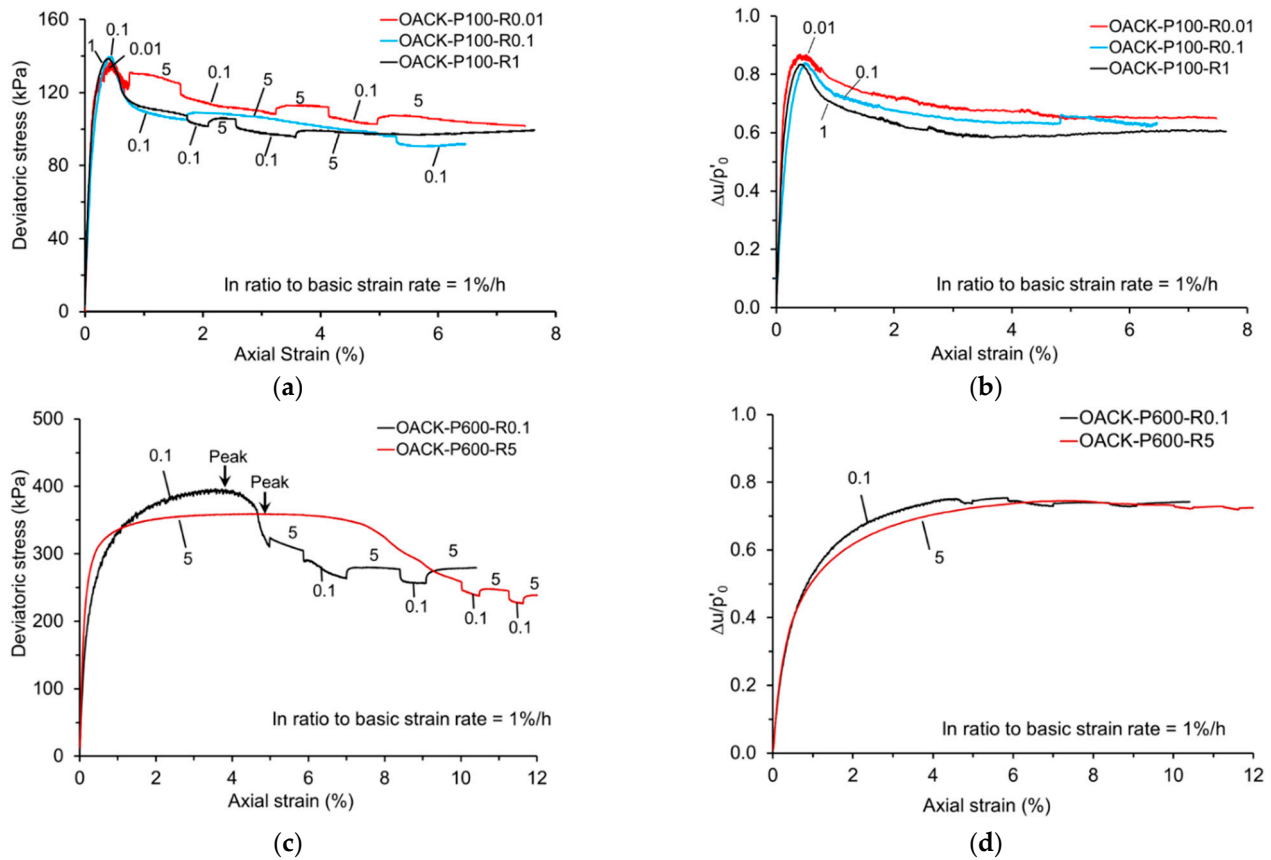 160
120
80
40
0
Deviatoric stress (kPa)
0.1
1
0.01
5
0.1
5
5
0.1
5
0.1
0.1
5
0.1
5
0.1
OACK-P100-R0.01
OACK-P100-R0.1
OACK-P100-R1
In ratio to basic strain rate = 1%/h
0 2 4 6 8
Axial Strain (%)
(a)
1.0
0.8
0.6
0.4
0.2
0.0
Δu/p'0
0.01
0.1
1
OACK-P100-R0.01
OACK-P100-R0.1
OACK-P100-R1
In ratio to basic strain rate = 1%/h
0 2 4 6 8
Axial strain (%)
(b)
500
400
300
200
100
0
Deviatoric stress (kPa)
OACK-P600-R0.1
OACK-P600-R5
0.1
Peak
Peak
5
5
5
5
0.1
0.1
5
5
0.1
0.1
In ratio to basic strain rate = 1%/h
0 2 4 6 8 10 12
Axial strain (%)
(c)
1.0
0.8
0.6
0.4
0.2
0.0
Δu/p'0
OACK-P600-R0.1
OACK-P600-R5
0.1
5
In ratio to basic strain rate = 1%/h
0 2 4 6 8 10 12
Axial strain (%)
(d)